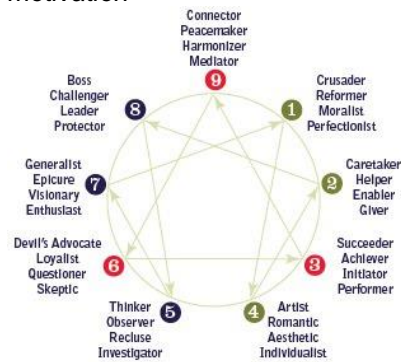 motivation
Connector
Peacemaker
Harmonizer
Mediator
9
Boss
Challenger
Leader
Protector
8
Crusader
Reformer
Moralist
Perfectionist
1
Generalist
Epicure
Visionary
Enthusiast
7
Caretaker
Helper
Enabler
Giver
2
Devil's Advocate
Loyalist
Questioner
Skeptic
6
Succeeder
Achiever
Initiator
Performer
3
Thinker
Observer
Recluse
Investigator
5
Artist
Romantic
Aesthetic
Individualist
4